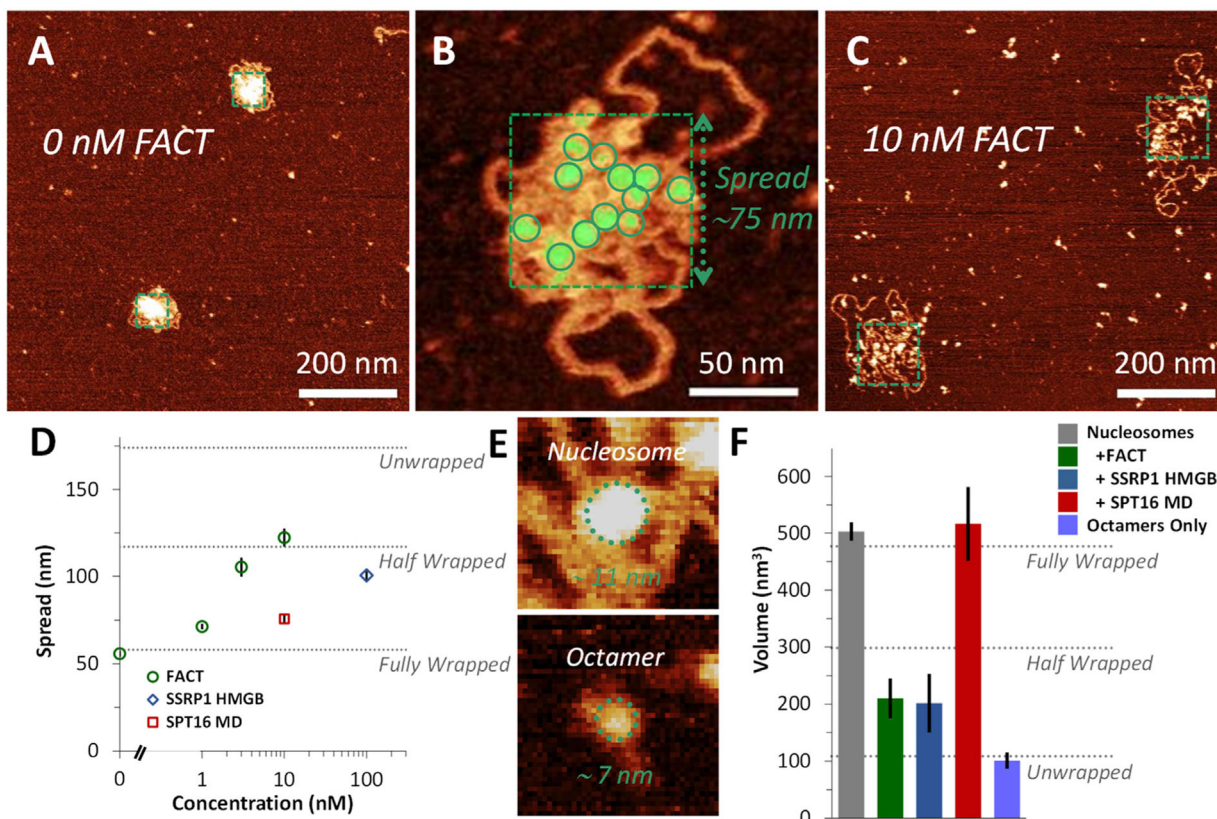 A
0 nM FACT
200 nm
B
Spread
~75 nm
50 nm
C
10 nM FACT
200 nm
D
Spread (nm)
150
100
50
0
Unwrapped
Half Wrapped
Fully Wrapped
FACT
SSRP1 HMGB
SPT16 MD
0
1
10
100
Concentration (nM)
E
Nucleosome
~ 11 nm
Octamer
~ 7 nm
F
Nucleosomes
+FACT
+ SSRP1 HMGB
+ SPT16 MD
Octamers Only
Volume (nm³)
600
500
400
300
200
100
0
Fully Wrapped
Half Wrapped
Unwrapped